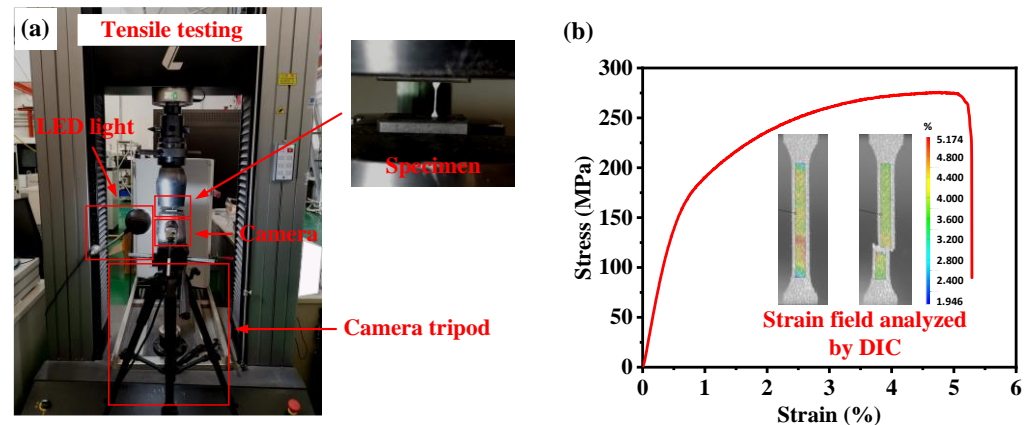 (a)
Tensile testing
LED light
Specimen
Camera
Camera tripod
(b)
Stress (MPa)
300
250
200
150
100
50
0
0
1
2
3
4
5
6
Strain (%)
%
5.174
4.800
4.400
4.000
3.600
3.200
2.800
2.400
1.946
Strain field analyzed
by DIC